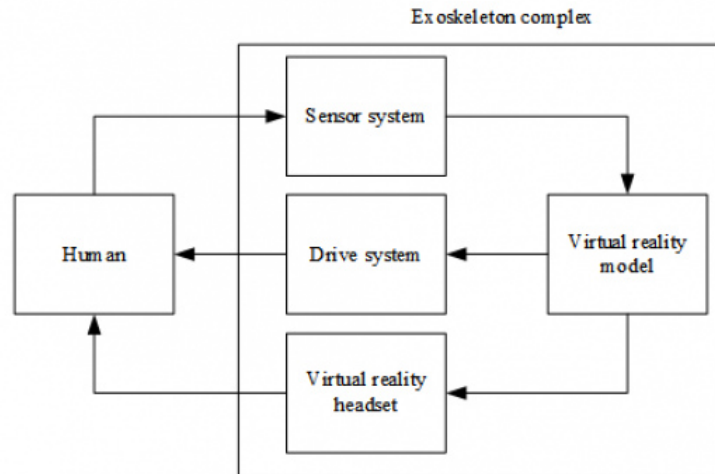 Exoskeleton complex
Sensor system
Human
Drive system
Virtual reality
model
Virtual reality
headset